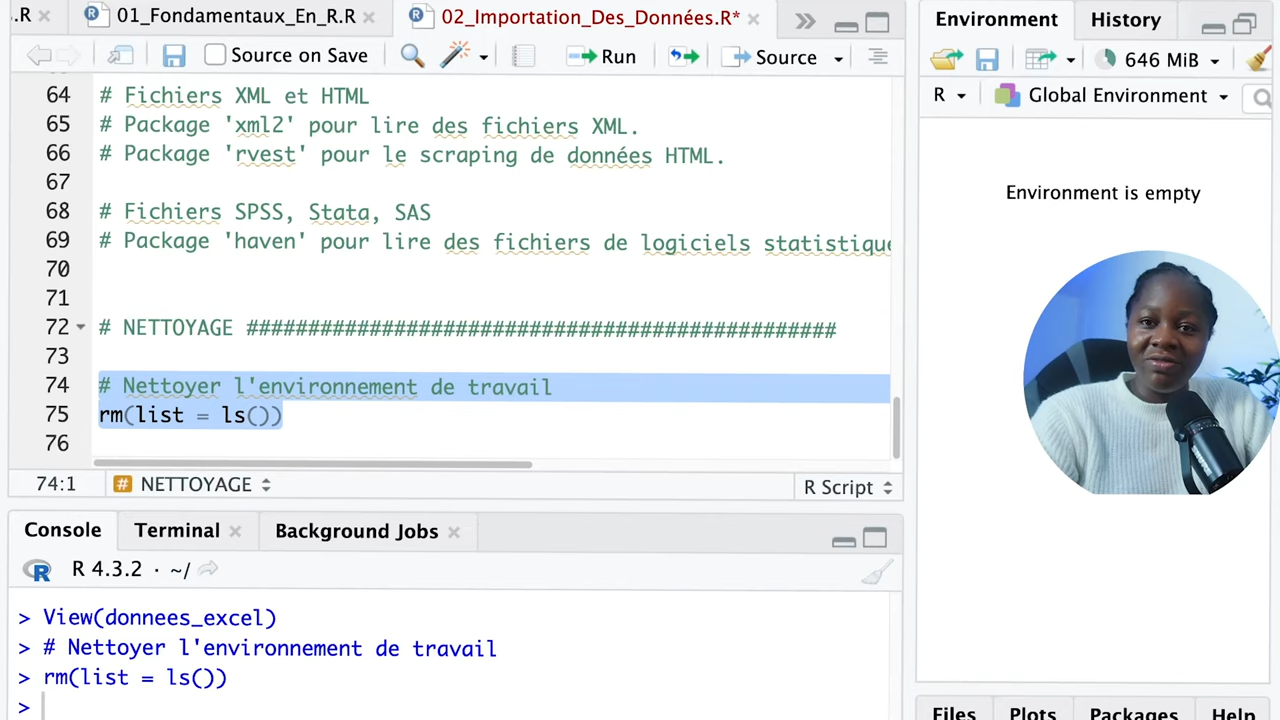 .R
01_Fondamentaux_En_R.R
02_Importation_Des_Données.R*
Source on Save
Run
Source
64 # Fichiers XML et HTML
65 # Package 'xml2' pour lire des fichiers XML.
66 # Package 'rvest' pour le scraping de données HTML.
67
68 # Fichiers SPSS, Stata, SAS
69 # Package 'haven' pour lire des fichiers de logiciels statistique
70
71
72 # NETTOYAGE ################################################
73
74 # Nettoyer l'environnement de travail
75 rm(list = ls())
76
74:1
# NETTOYAGE
R Script
Console
Terminal
Background Jobs
R 4.3.2 · ~/
> View(donnees_excel)
> # Nettoyer l'environnement de travail
> rm(list = ls())
>
Environment
History
646 MiB
R
Global Environment
Environment is empty
Files
Plots
Packages
Help